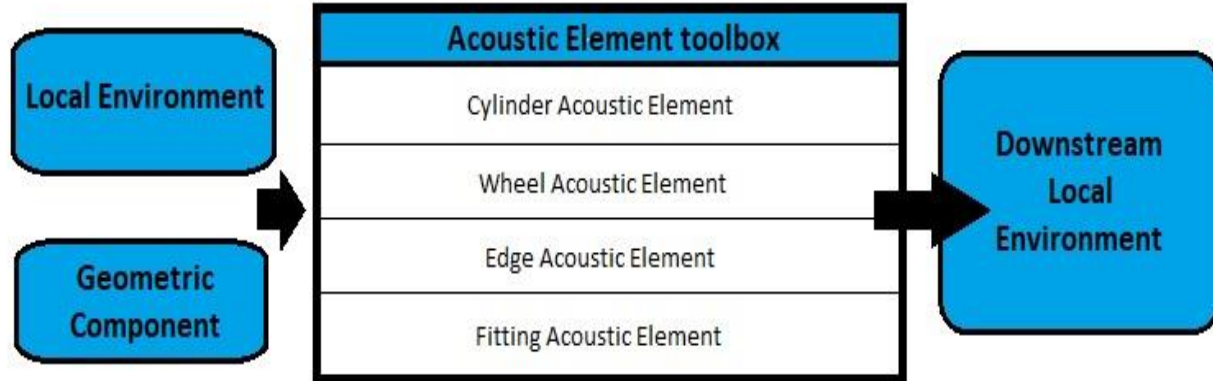 Local Environment
Geometric
Component
Acoustic Element toolbox
Cylinder Acoustic Element
Wheel Acoustic Element
Edge Acoustic Element
Fitting Acoustic Element
Downstream
Local
Environment